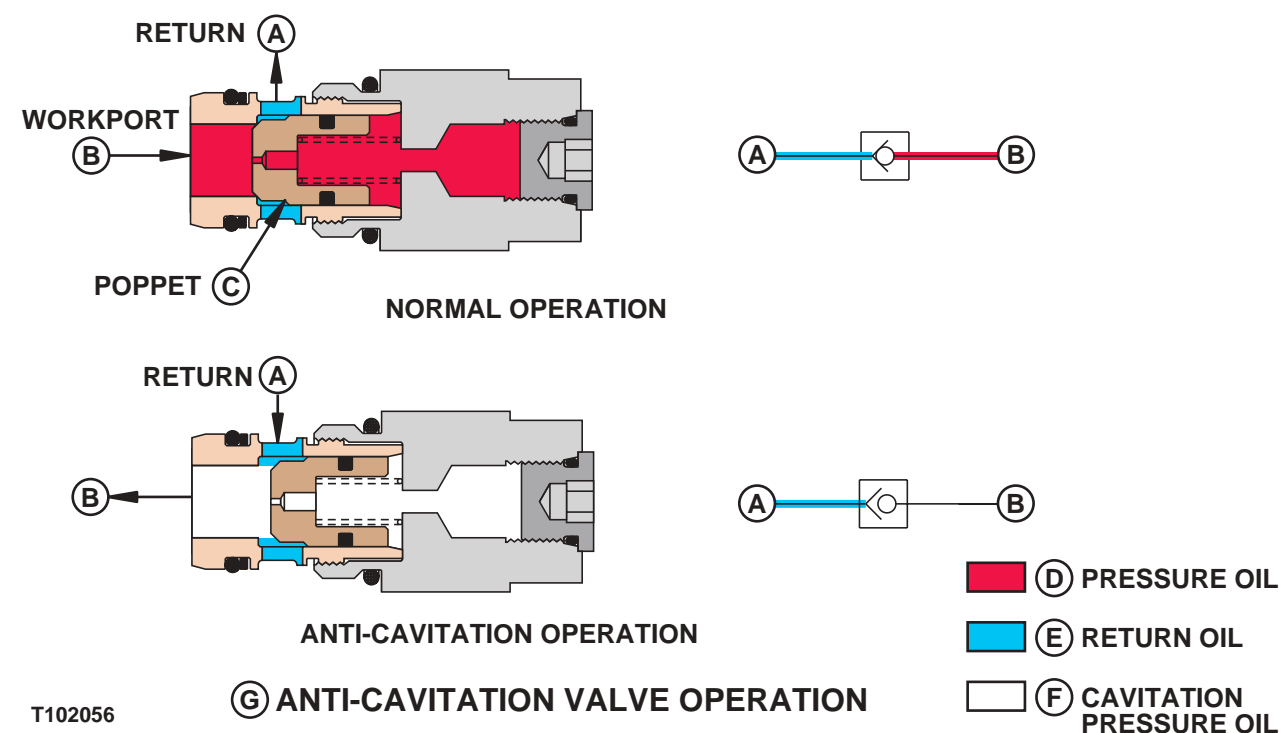 RETURN A
WORKPORT
B
POPPET C
NORMAL OPERATION
A B
RETURN A
B
ANTI-CAVITATION OPERATION
A B
D PRESSURE OIL
E RETURN OIL
F CAVITATION
PRESSURE OIL
G ANTI-CAVITATION VALVE OPERATION
T102056